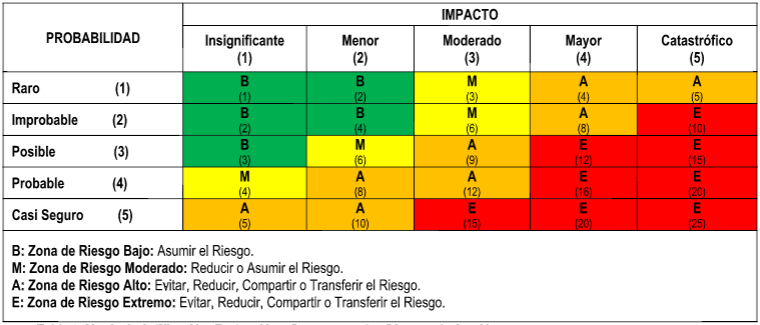 PROBABILIDAD
IMPACTO
Insignificante Menor Moderado Mayor Catastrófico
(1) (2) (3) (4) (5)
Raro (1) B B M A A
(1) (2) (3) (4) (5)
Improbable (2) B B M A E
(2) (4) (6) (8) (10)
Posible (3) B M A E E
(3) (6) (9) (12) (15)
Probable (4) M A A E E
(4) (8) (12) (16) (20)
Casi Seguro (5) A A E E E
(5) (10) (15) (20) (25)
B: Zona de Riesgo Bajo: Asumir el Riesgo.
M: Zona de Riesgo Moderado: Reducir o Asumir el Riesgo.
A: Zona de Riesgo Alto: Evitar, Reducir, Compartir o Transferir el Riesgo.
E: Zona de Riesgo Extremo: Evitar, Reducir, Compartir o Transferir el Riesgo.